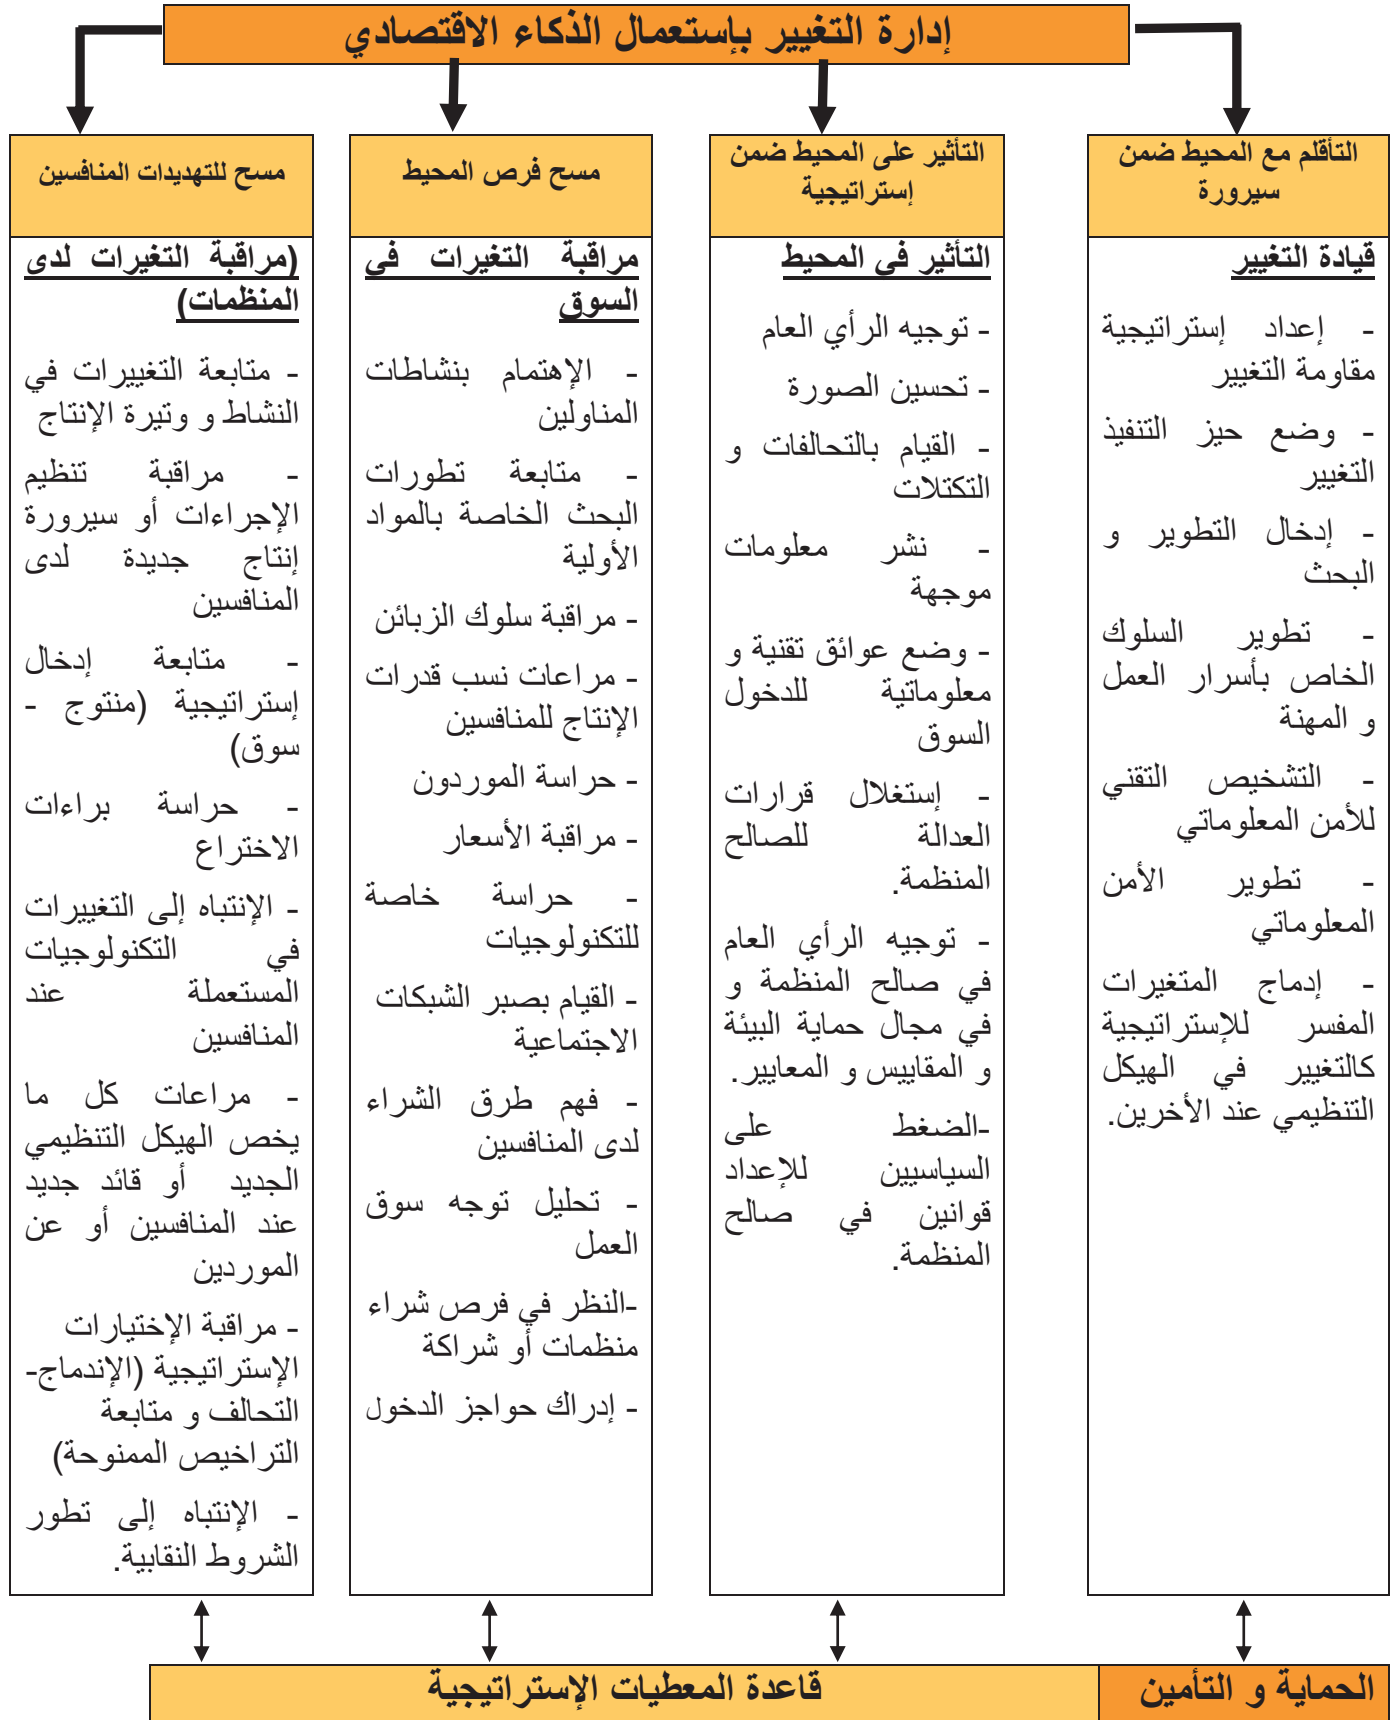 إدارة التغيير بإستعمال الذكاء الاقتصادي
التأقلم مع المحيط ضمن
سيرورة
قيادة التغيير
- إعداد إستراتيجية
مقاومة التغيير
- وضع حيز التنفيذ
التغيير
- إدخال التطوير و
البحث
- تطوير السلوك
الخاص بأسرار العمل
و المهنة
- التشخيص التقني
للأمن المعلوماتي
- تطوير الأمن
المعلوماتي
- إدماج المتغيرات
المفسر للإستراتيجية
كالتغيير في الهيكل
التنظيمي عند الأخرين.
التأثير على المحيط ضمن
إستراتيجية
التأثير في المحيط
- توجيه الرأي العام
- تحسين الصورة
- القيام بالتحالفات و
التكتلات
- نشر معلومات
موجهة
- وضع عوائق تقنية و
معلوماتية للدخول
السوق
- إستغلال قرارات
العدالة للصالح
المنظمة.
- توجيه الرأي العام
في صالح المنظمة و
في مجال حماية البيئة
و المقاييس و المعايير.
-الضغط على
السياسيين للإعداد
قوانين في صالح
المنظمة.
مسح فرص المحيط
مراقبة التغيرات في
السوق
- الإهتمام بنشاطات
المناولين
- متابعة تطورات
البحث الخاصة بالمواد
الأولية
- مراقبة سلوك الزبائن
- مراعات نسب قدرات
الإنتاج للمنافسين
- حراسة الموردون
- مراقبة الأسعار
- حراسة خاصة
للتكنولوجيات
- القيام بصبر الشبكات
الاجتماعية
- فهم طرق الشراء
لدى المنافسين
- تحليل توجه سوق
العمل
-النظر في فرص شراء
منظمات أو شراكة
- إدراك حواجز الدخول
مسح للتهديدات المنافسين
(مراقبة التغيرات لدى
المنظمات)
- متابعة التغييرات في
النشاط و وتيرة الإنتاج
- مراقبة تنظيم
الإجراءات أو سيرورة
إنتاج جديدة لدى
المنافسين
- متابعة إدخال
إستراتيجية (منتوج -
سوق)
- حراسة براءات
الاختراع
- الإنتباه إلى التغييرات
في التكنولوجيات
المستعملة عند
المنافسين
- مراعات كل ما
يخص الهيكل التنظيمي
الجديد أو قائد جديد
عند المنافسين أو عن
الموردين
- مراقبة الإختيارات
الإستراتيجية (الإندماج-
التحالف و متابعة
التراخيص الممنوحة)
- الإنتباه إلى تطور
الشروط النقابية.
الحماية و التأمين
قاعدة المعطيات الإستراتيجية